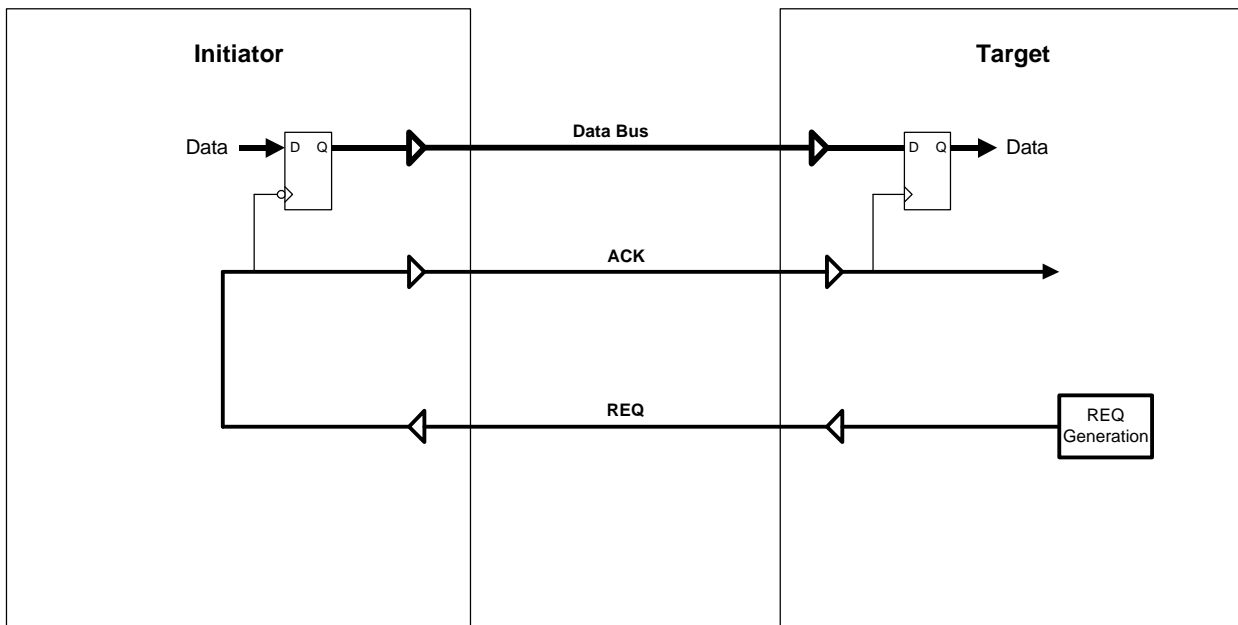 Initiator
Target
Data Bus
Data
D Q
D Q
Data
ACK
REQ
REQ
Generation